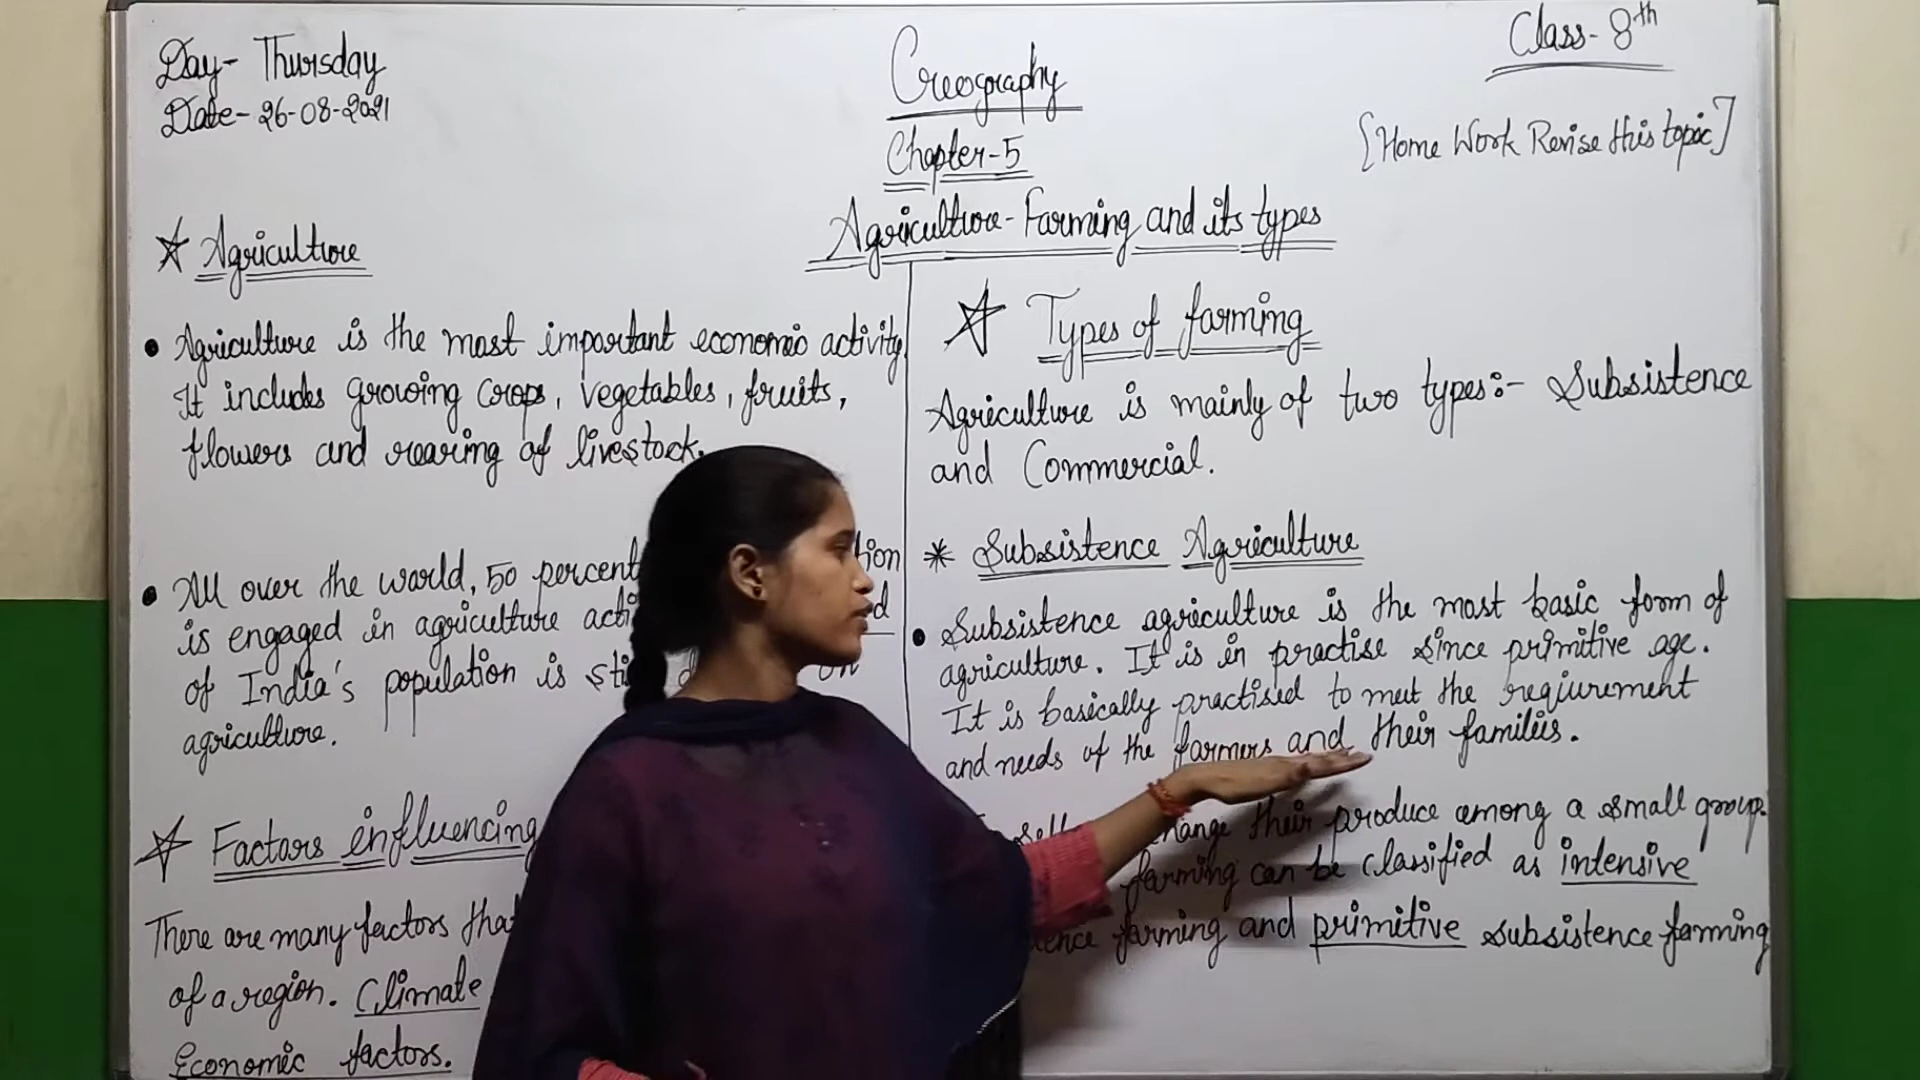 Day- Thursday
Date- 26-08-2021
Geography
Chapter-5
Agriculture- Farming and its types
Class- 8th
[Home Work Revise this topic]
Agriculture
• Agriculture is the most important economic activity.
It includes growing crops, vegetables, fruits,
flowers and rearing of livestock.
• All over the world, 50 percent
is engaged in agriculture
of India's population is on
agriculture.
Factors influencing
There are many factors that
of a region. Climate
Economic factors.
Types of farming
Agriculture is mainly of two types:- Subsistence
and Commercial.
* Subsistence Agriculture
• Subsistence agriculture is the most basic form of
agriculture. It is in practise since primitive age.
It is basically practised to meet the reqiurement
and needs of the farmers and their families.
their produce among a small group.
farming can be classified as intensive
farming and primitive subsistence farming